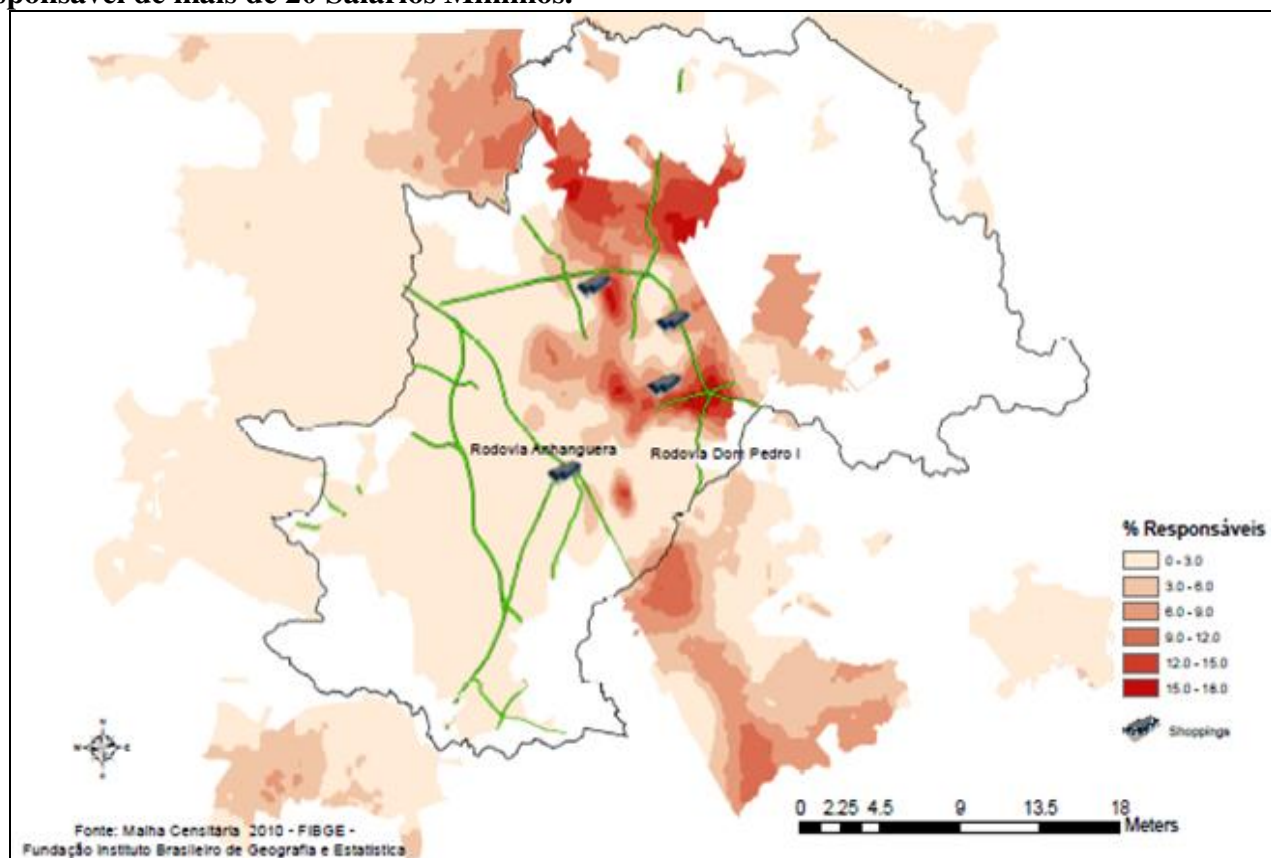 sponsável de mais de 20 Salários Mínimos.
Rodovia Anhanguera
Rodovia Dom Pedro I
% Responsáveis
0 - 3.0
3.0 - 6.0
6.0 - 9.0
9.0 - 12.0
12.0 - 15.0
15.0 - 18.0
Shoppings
0 2.25 4.5 9 13.5 18
Meters
Fonte: Malha Censitária 2010 - FIBGE -
Fundação Instituto Brasileiro de Geografia e Estatística